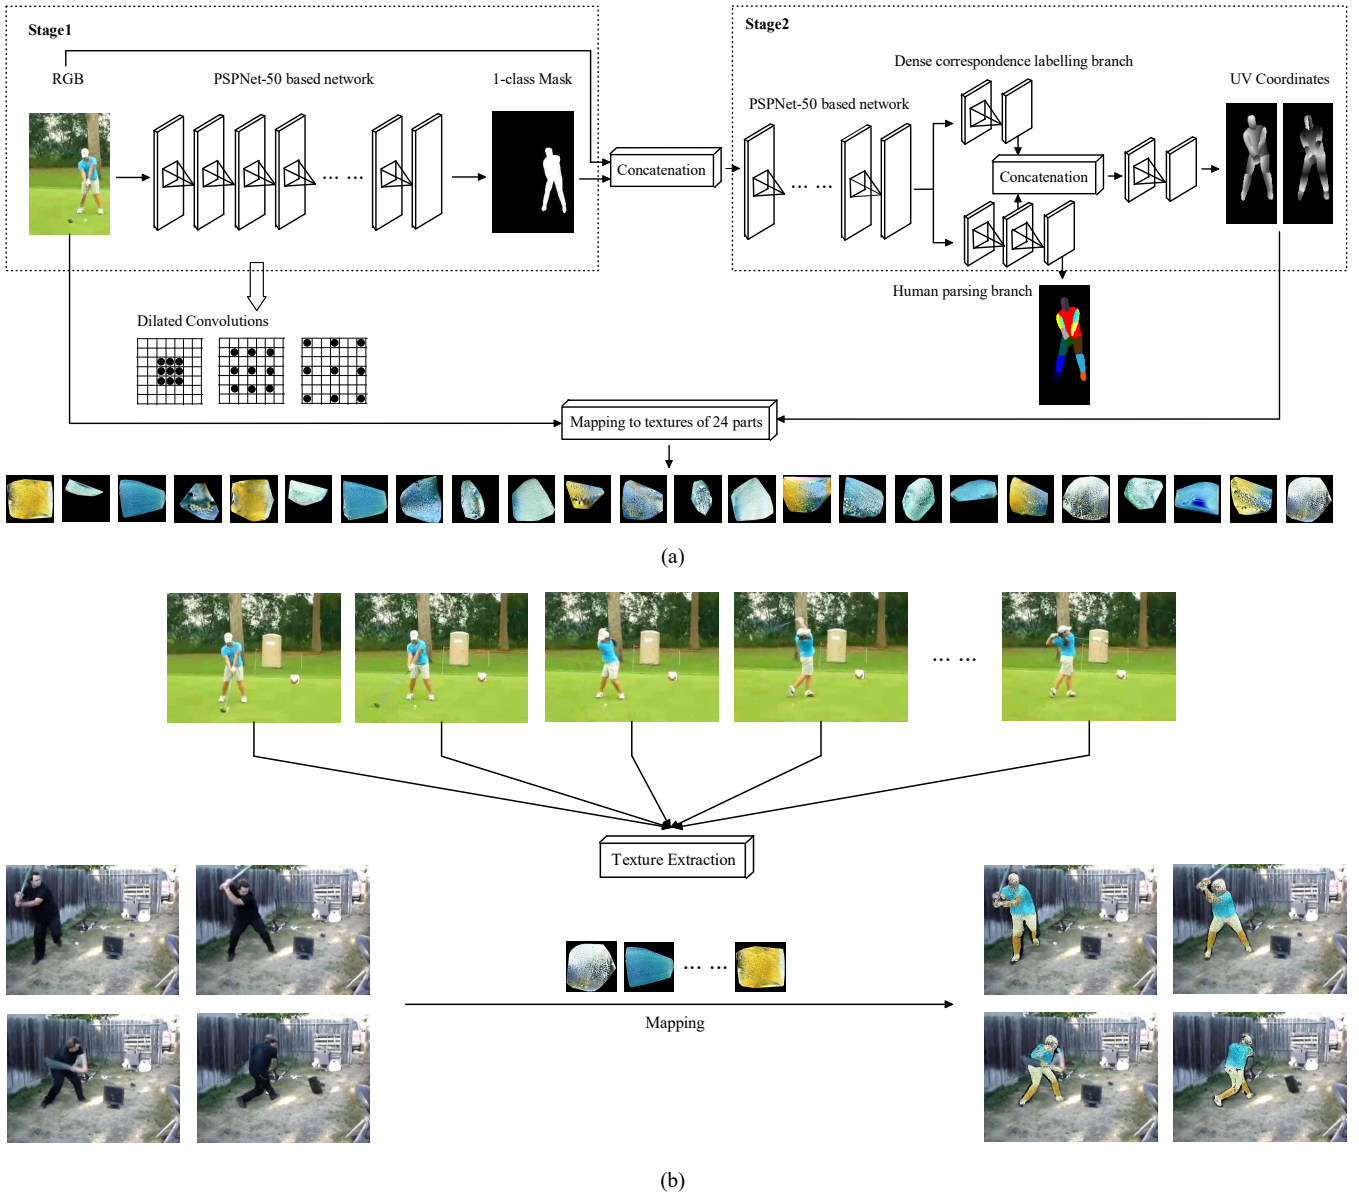 Stage1
Stage2
RGB
PSPNet-50 based network
1-class Mask
Concatenation
PSPNet-50 based network
Dense correspondence labelling branch
Concatenation
UV Coordinates
Human parsing branch
Dilated Convolutions
Mapping to textures of 24 parts
(a)
Texture Extraction
Mapping
(b)